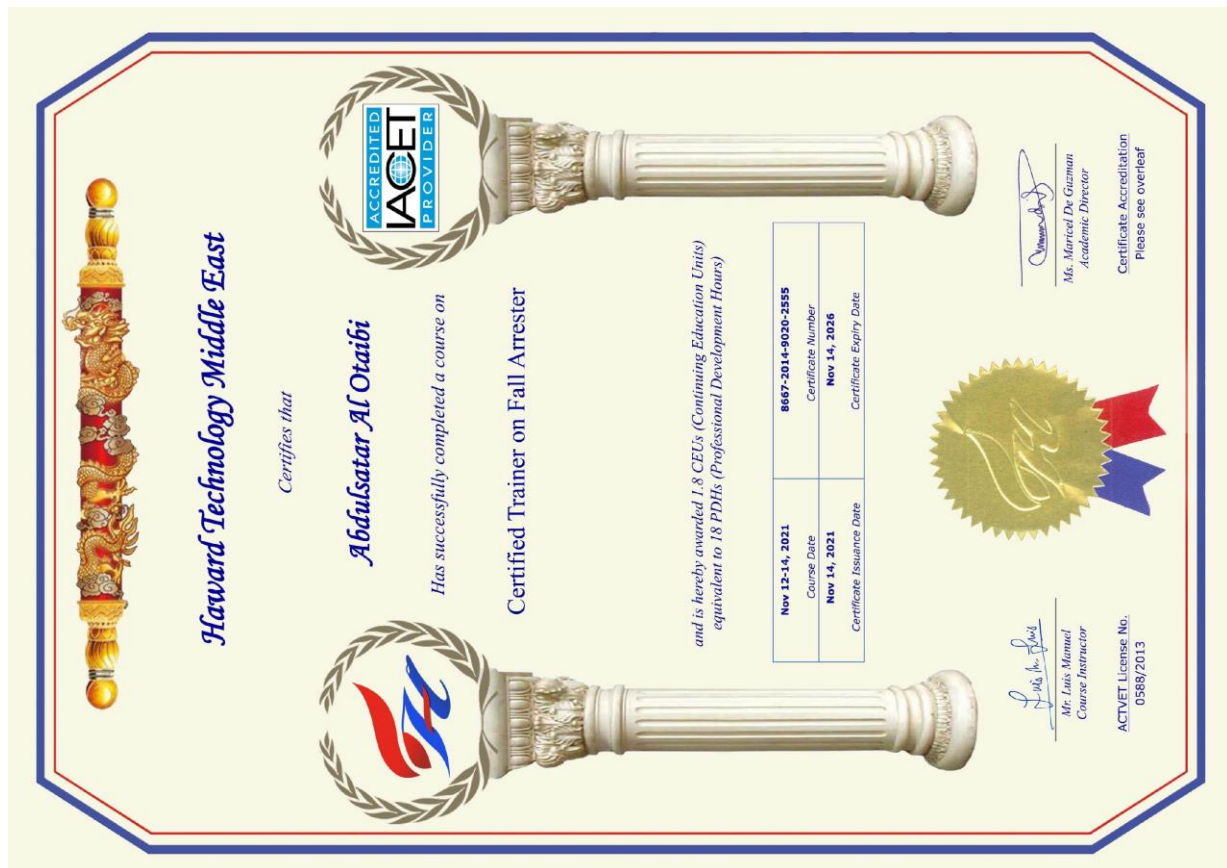 Haward Technology Middle East
Certifies that
Abdulsatar Al Otaibi
Has successfully completed a course on
Certified Trainer on Fall Arrester
ACCREDITED
IACET
PROVIDER
and is hereby awarded 1.8 CEUs (Continuing Education Units)
equivalent to 18 PDHs (Professional Development Hours)
Nov 12-14, 2021
8667-2014-9020-2555
Course Date
Certificate Number
Nov 14, 2021
Nov 14, 2026
Certificate Issuance Date
Certificate Expiry Date
Mr. Luis Manuel
Course Instructor
ACTVET License No.
0588/2013
Ms. Maricel De Guzman
Academic Director
Certificate Accreditation
Please see overleaf